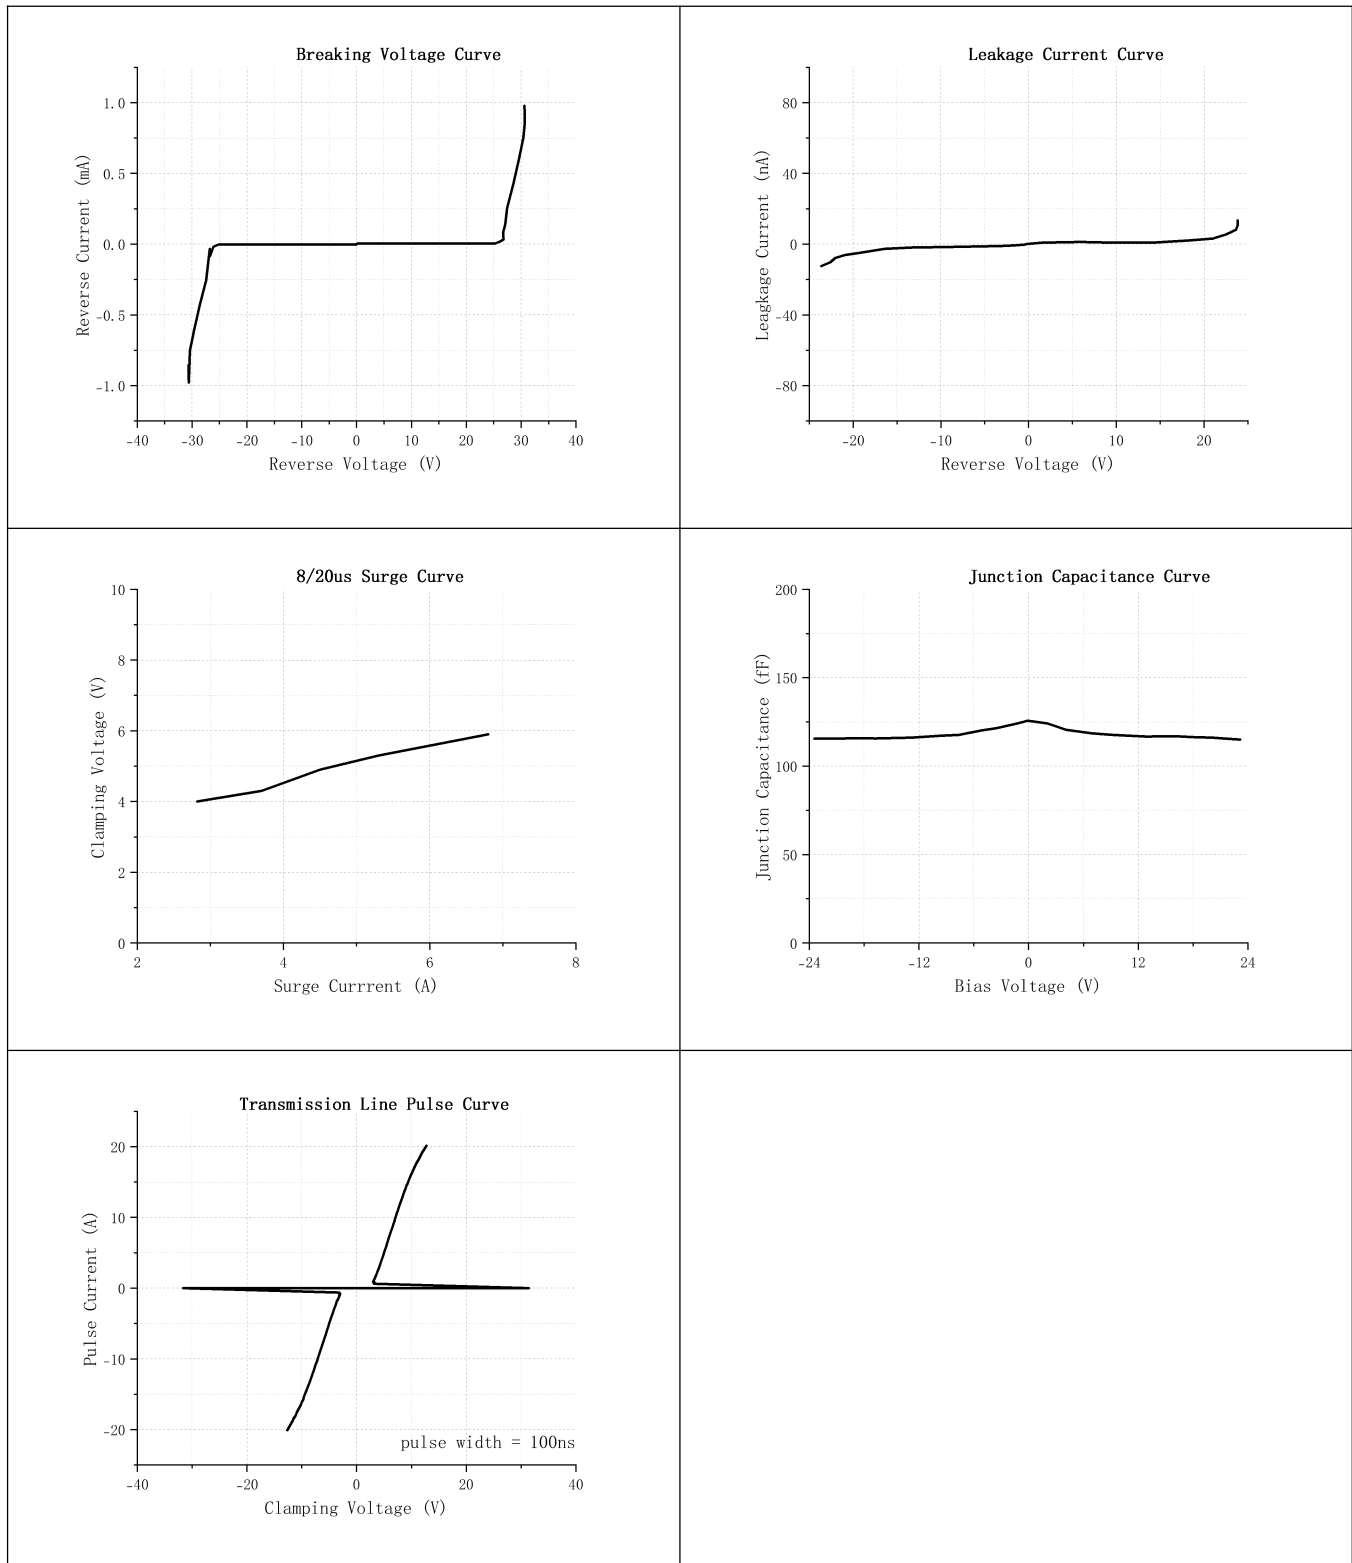 Breaking Voltage Curve
1.0
0.5
0.0
-0.5
-1.0
Reverse Current (mA)
-40 -30 -20 -10 0 10 20 30 40
Reverse Voltage (V)
Leakage Current Curve
80
40
0
-40
-80
Leagkage Current (nA)
-20 -10 0 10 20
Reverse Voltage (V)
8/20us Surge Curve
10
8
6
4
2
0
Clamping Voltage (V)
2 4 6 8
Surge Currrent (A)
Junction Capacitance Curve
200
150
100
50
0
Junction Capacitance (fF)
-24 -12 0 12 24
Bias Voltage (V)
Transmission Line Pulse Curve
20
10
0
-10
-20
Pulse Current (A)
pulse width = 100ns
-40 -20 0 20 40
Clamping Voltage (V)